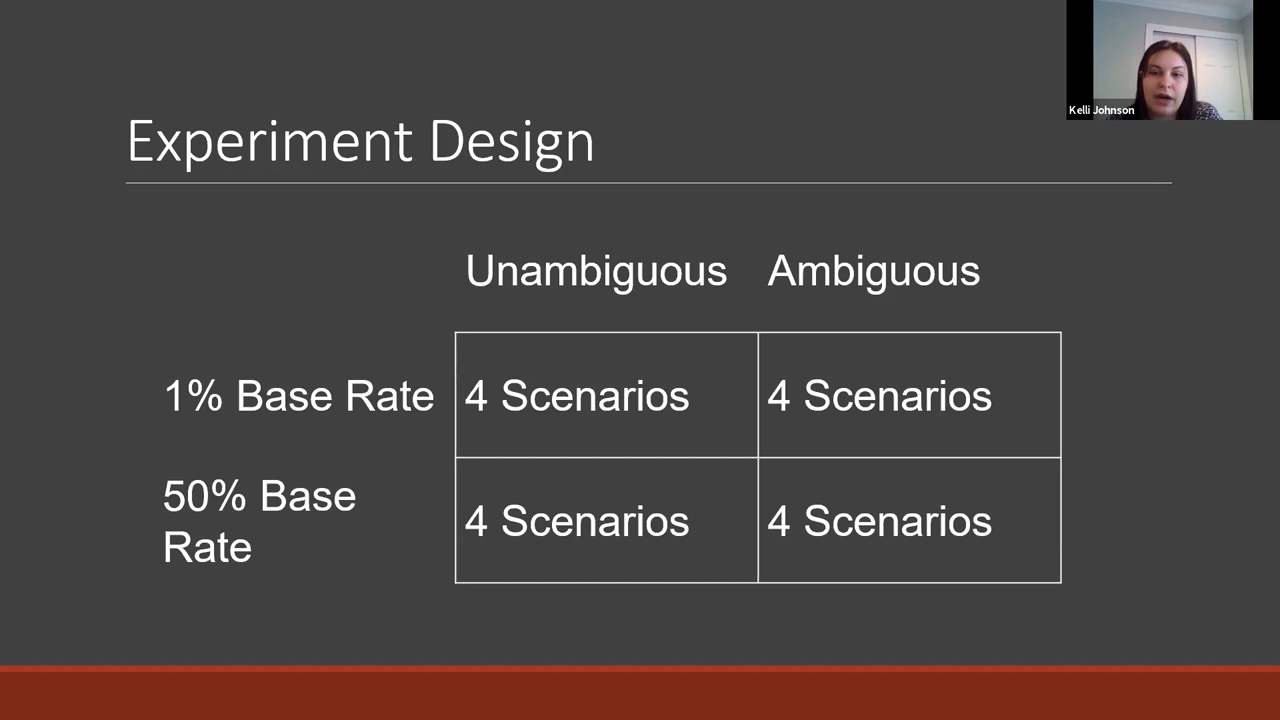 Kelli Johnson
Experiment Design
Unambiguous Ambiguous
1% Base Rate 4 Scenarios 4 Scenarios
50% Base
Rate 4 Scenarios 4 Scenarios